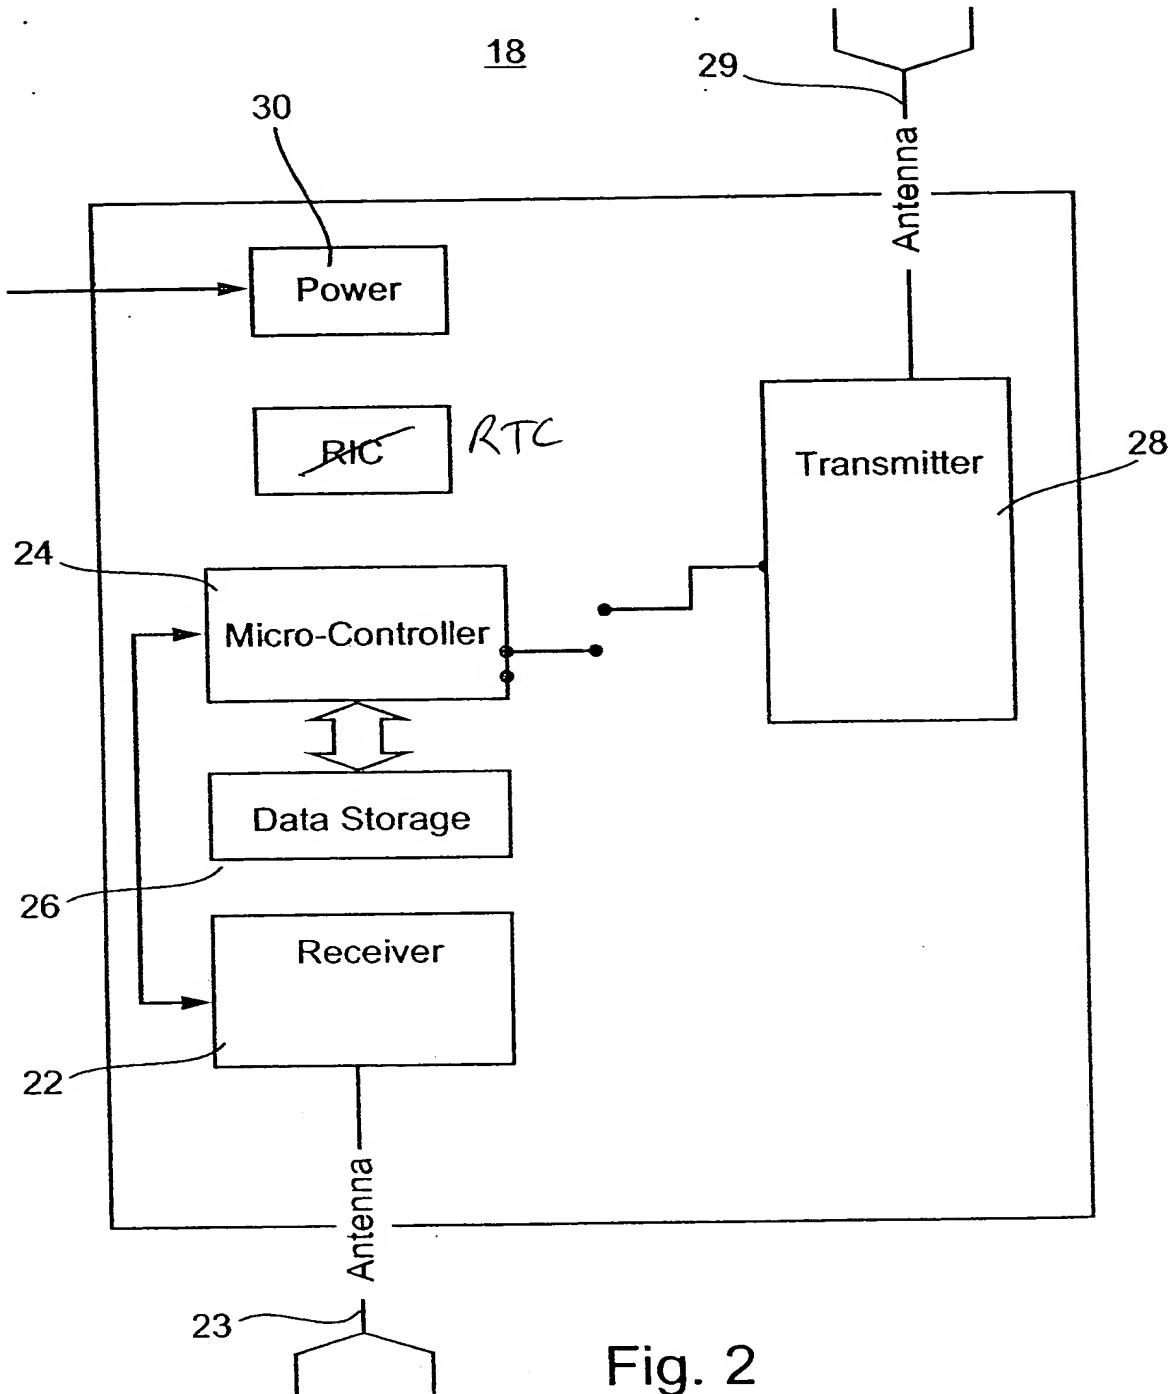 18
29
30
Antenna
Power
RIC RTC
Transmitter
28
24
Micro-Controller
Data Storage
26
Receiver
22
Antenna
23
Fig. 2